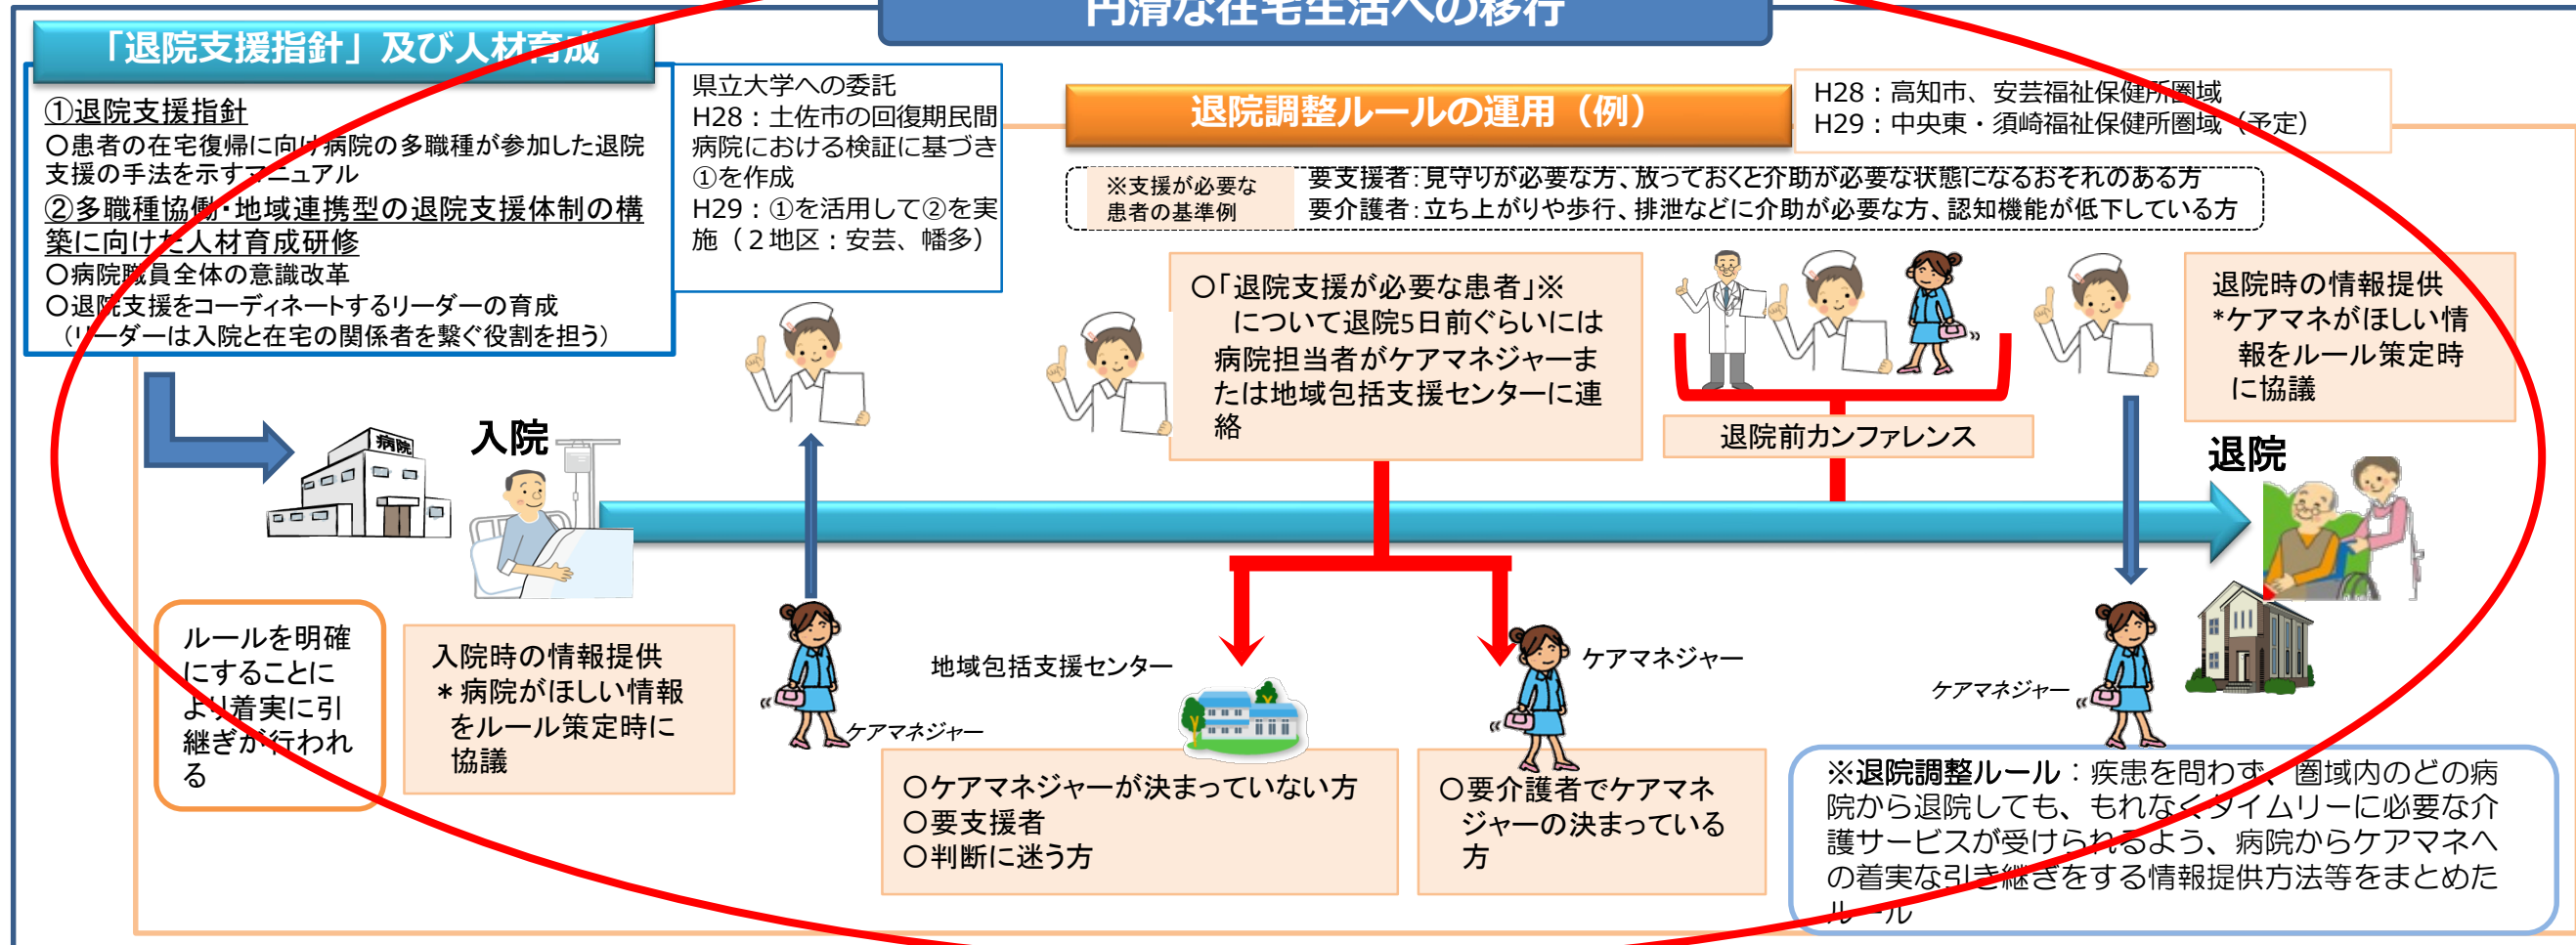 円滑な在宅生活への移行
「退院支援指針」及び人材育成
①退院支援指針
〇患者の在宅復帰に向け病院の多職種が参加した退院
支援の手法を示すマニュアル
②多職種協働・地域連携型の退院支援体制の構
築に向けた人材育成研修
〇病院職員全体の意識改革
〇退院支援をコーディネートするリーダーの育成
（リーダーは入院と在宅の関係者を繋ぐ役割を担う）
県立大学への委託
H28：土佐市の回復期民間
病院における検証に基づき
①を作成
H29：①を活用して②を実
施（２地区：安芸、幡多）
退院調整ルールの運用（例）
H28：高知市、安芸福祉保健所圏域
H29：中央東・須崎福祉保健所圏域（予定）
※支援が必要な
患者の基準例
要支援者：見守りが必要な方、放っておくと介助が必要な状態になるおそれのある方
要介護者：立ち上がりや歩行、排泄などに介助が必要な方、認知機能が低下している方
〇「退院支援が必要な患者」※
について退院5日前ぐらいには
病院担当者がケアマネジャーま
たは地域包括支援センターに連
絡
退院前カンファレンス
退院時の情報提供
*ケアマネがほしい情
報をルール策定時
に協議
病院
入院
退院
ルールを明確
にすることに
より着実に引
継ぎが行われ
る
入院時の情報提供
＊病院がほしい情報
をルール策定時に
協議
ケアマネジャー
地域包括支援センター
ケアマネジャー
ケアマネジャー
〇ケアマネジャーが決まっていない方
〇要支援者
〇判断に迷う方
〇要介護者でケアマネ
ジャーの決まっている
方
※退院調整ルール：疾患を問わず、圏域内のどの病
院から退院しても、もれなくタイムリーに必要な介
護サービスが受けられるよう、病院からケアマネへ
の着実な引き継ぎをする情報提供方法等をまとめた
ルール